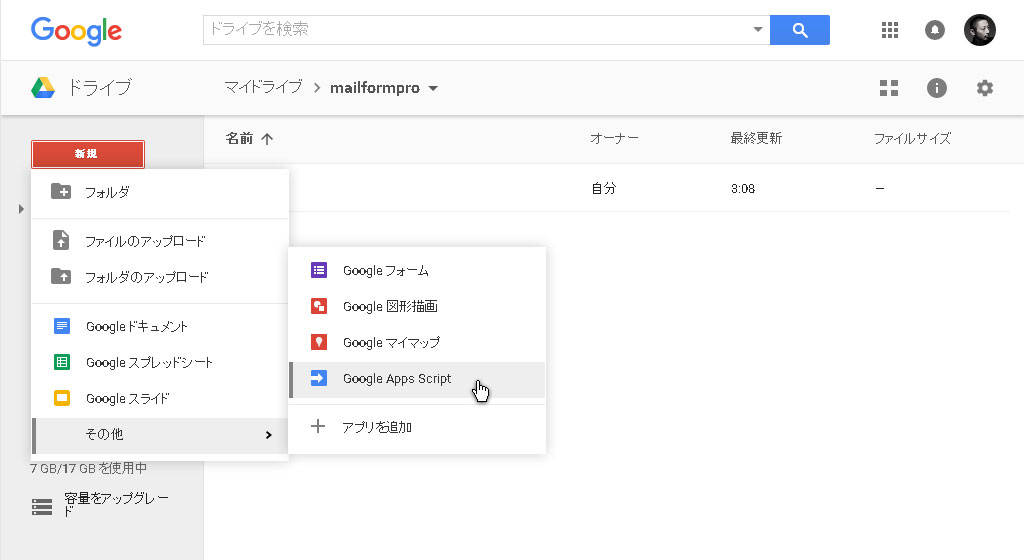 Google
ドライブを検索
ドライブ
マイドライブ
mailformpro
名前
オーナー
最終更新
ファイルサイズ
新規
自分
3:08
–
フォルダ
ファイルのアップロード
フォルダのアップロード
Google ドキュメント
Google スプレッドシート
Google スライド
その他
Google フォーム
Google 図形描画
Google マイマップ
Google Apps Script
アプリを追加
7 GB/17 GB を使用中
容量をアップグレー
ド